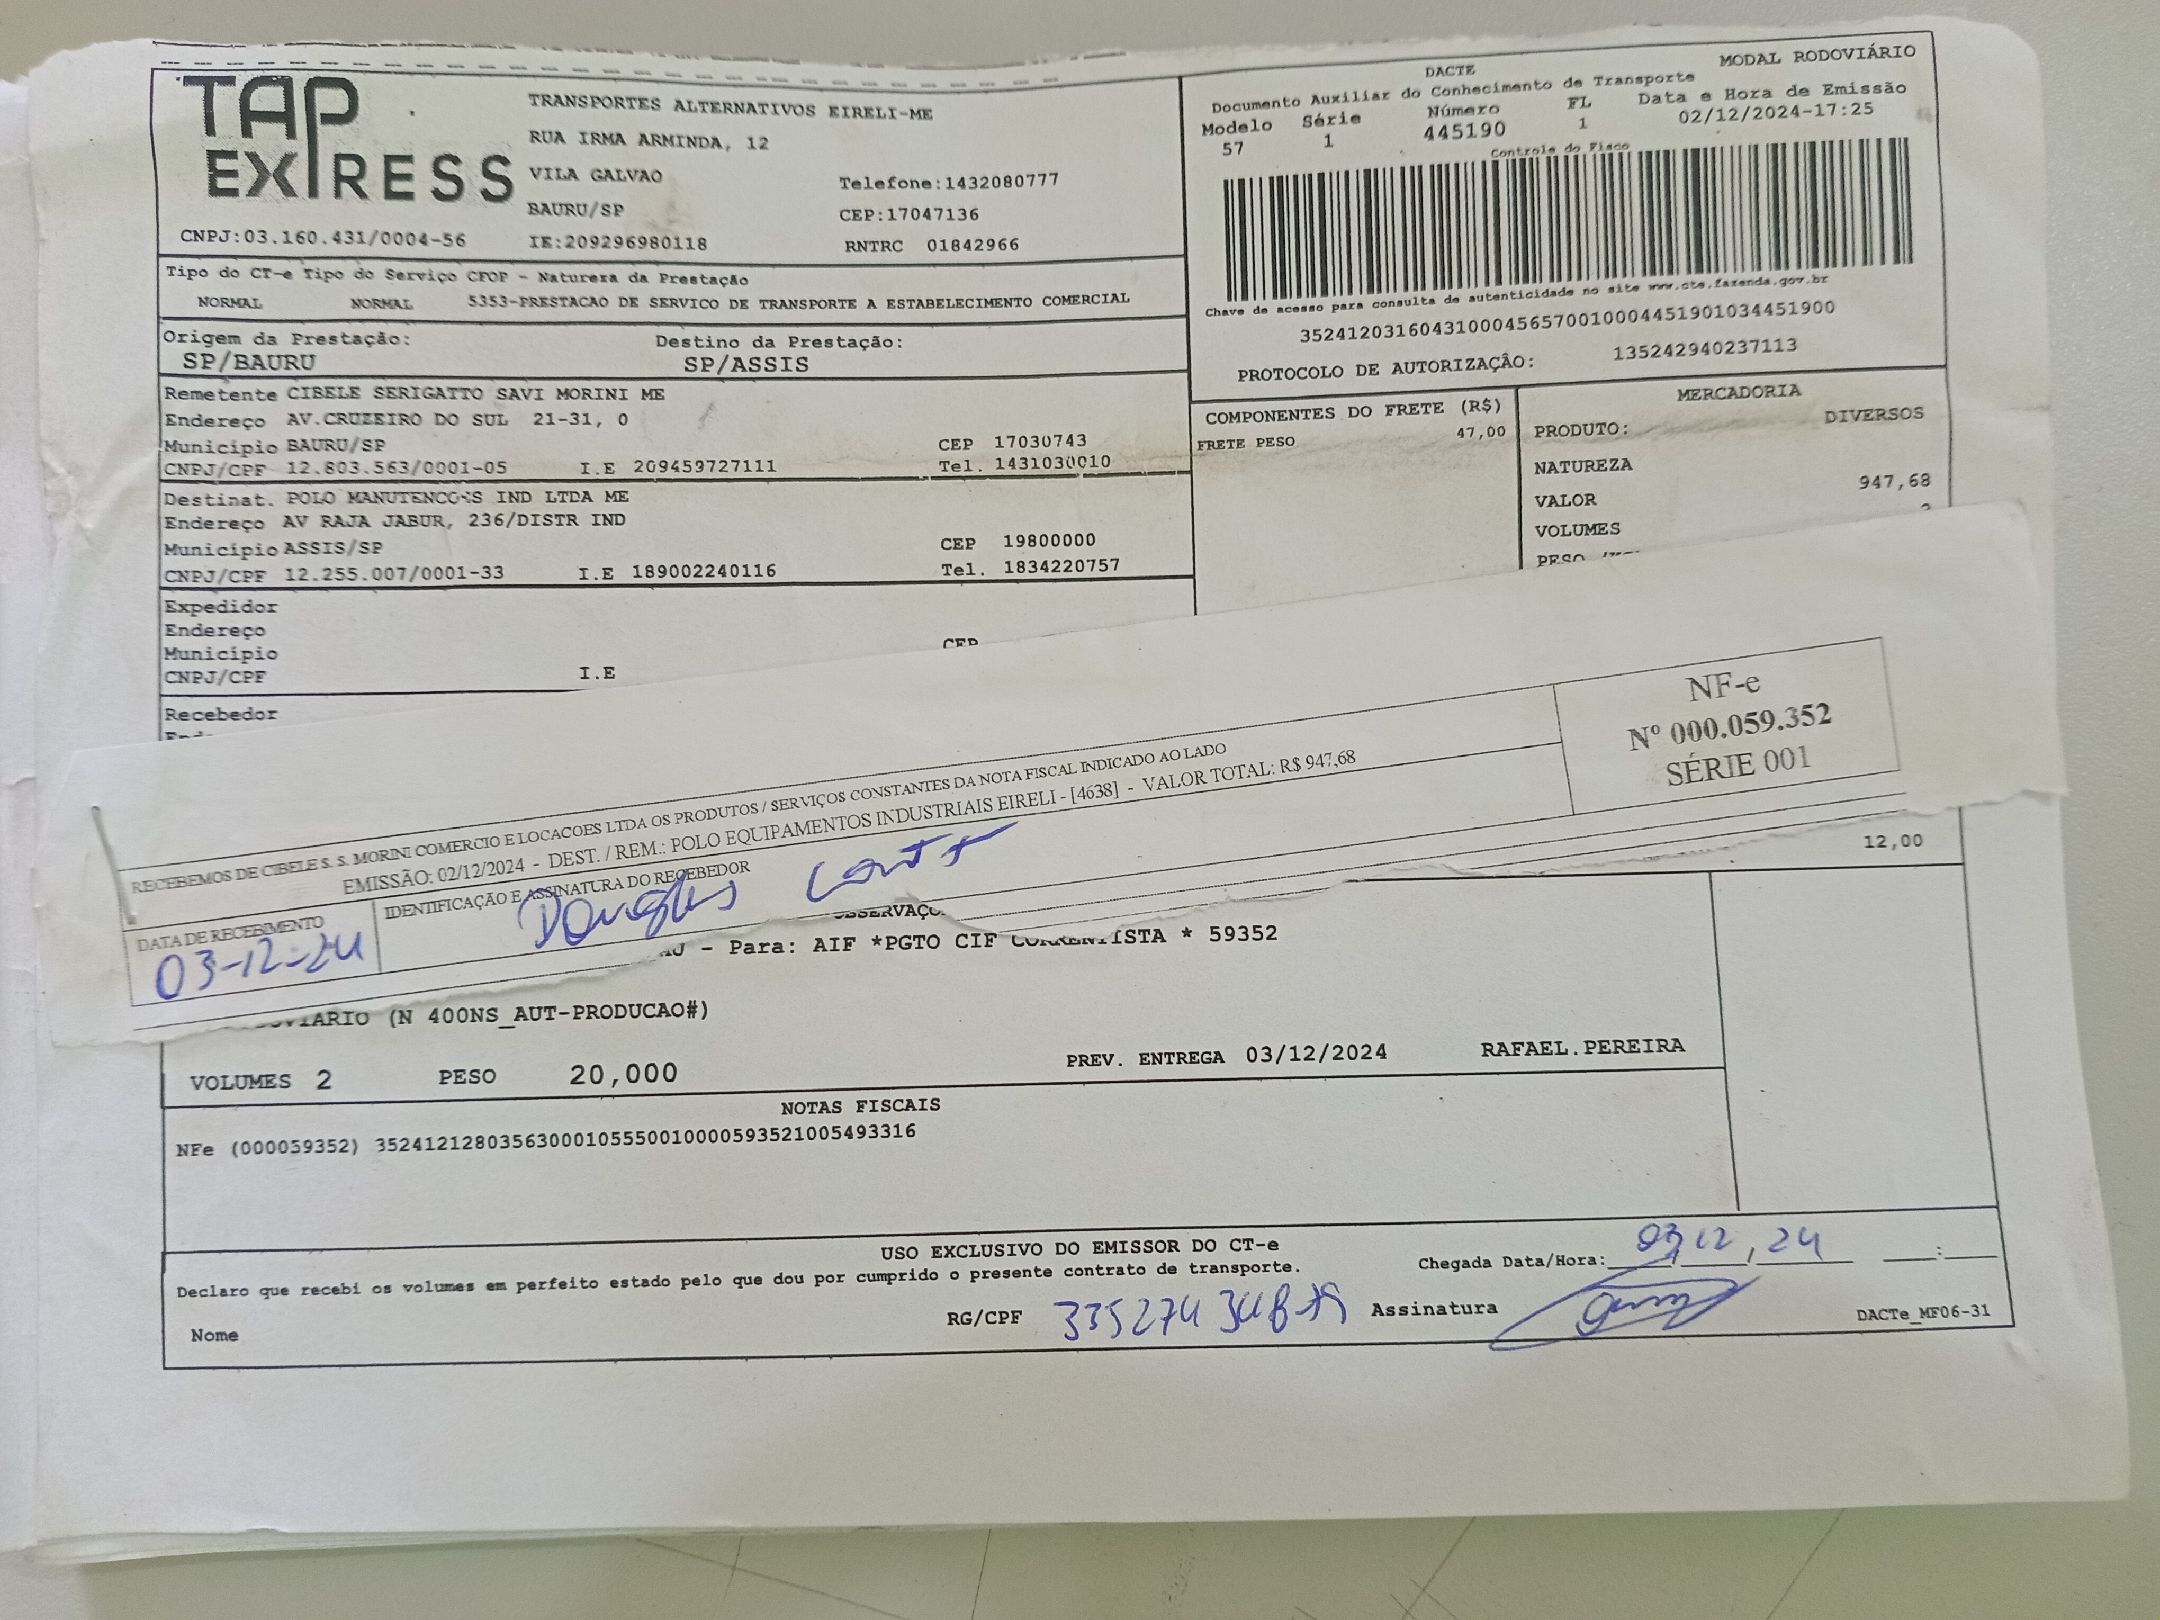 TAP
EXPRESS
CNPJ:03.160.431/0004-56
TRANSPORTES ALTERNATIVOS EIRELI-ME
RUA IRMA ARMINDA, 12
VILA GALVAO
Telefone:1432080777
BAURU/SP
CEP:17047136
IE:209296980118
RNTRC 01842966
DACTE
MODAL RODOVIÁRIO
Documento Auxiliar do Conhecimento de Transporte
Modelo Série Número FL Data e Hora de Emissão
57 1 445190 1 02/12/2024-17:25
Controle do Fisco
Chave de acesso para consulta de autenticidade no site www.cte.fazenda.gov.br
35241203160431000456570010004451901034451900
PROTOCOLO DE AUTORIZAÇÃO: 135242940237113
Tipo do CT-e Tipo do Serviço CFOP - Natureza da Prestação
NORMAL NORMAL 5353-PRESTACAO DE SERVICO DE TRANSPORTE A ESTABELECIMENTO COMERCIAL
Origem da Prestação: Destino da Prestação:
SP/BAURU SP/ASSIS
Remetente CIBELE SERIGATTO SAVI MORINI ME
Endereço AV.CRUZEIRO DO SUL 21-31, 0
Município BAURU/SP CEP 17030743
CNPJ/CPF 12.803.563/0001-05 I.E 209459727111 Tel. 1431030010
Destinat. POLO MANUTENCOES IND LTDA ME
Endereço AV RAJA JABUR, 236/DISTR IND
Município ASSIS/SP CEP 19800000
CNPJ/CPF 12.255.007/0001-33 I.E 189002240116 Tel. 1834220757
COMPONENTES DO FRETE (R$)
FRETE PESO 47,00
MERCADORIA
PRODUTO: DIVERSOS
NATUREZA
VALOR 947,68
VOLUMES
PESO
Expedidor
Endereço
Município CEP
CNPJ/CPF I.E
Recebedor
RECEBEMOS DE CIBELE S. S. MORINI COMERCIO E LOCACOES LTDA OS PRODUTOS / SERVIÇOS CONSTANTES DA NOTA FISCAL INDICADO AO LADO
EMISSÃO: 02/12/2024 - DEST. / REM.: POLO EQUIPAMENTOS INDUSTRIAIS EIRELI - [4638] - VALOR TOTAL: R$ 947,68
NF-e
Nº 000.059.352
SÉRIE 001
DATA DE RECEBIMENTO
03-12-24
IDENTIFICAÇÃO E ASSINATURA DO RECEBEDOR
Douglas
12,00
- Para: AIF *PGTO CIF CORRENTISTA * 59352
(N 400NS_AUT-PRODUCAO#)
VOLUMES 2 PESO 20,000 PREV. ENTREGA 03/12/2024 RAFAEL.PEREIRA
NOTAS FISCAIS
NFe (000059352) 35241212803563000105550010000593521005493316
USO EXCLUSIVO DO EMISSOR DO CT-e
Declaro que recebi os volumes em perfeito estado pelo que dou por cumprido o presente contrato de transporte.
Chegada Data/Hora: 03, 12, 24 :
Nome RG/CPF Assinatura
DACTe_MF06-31